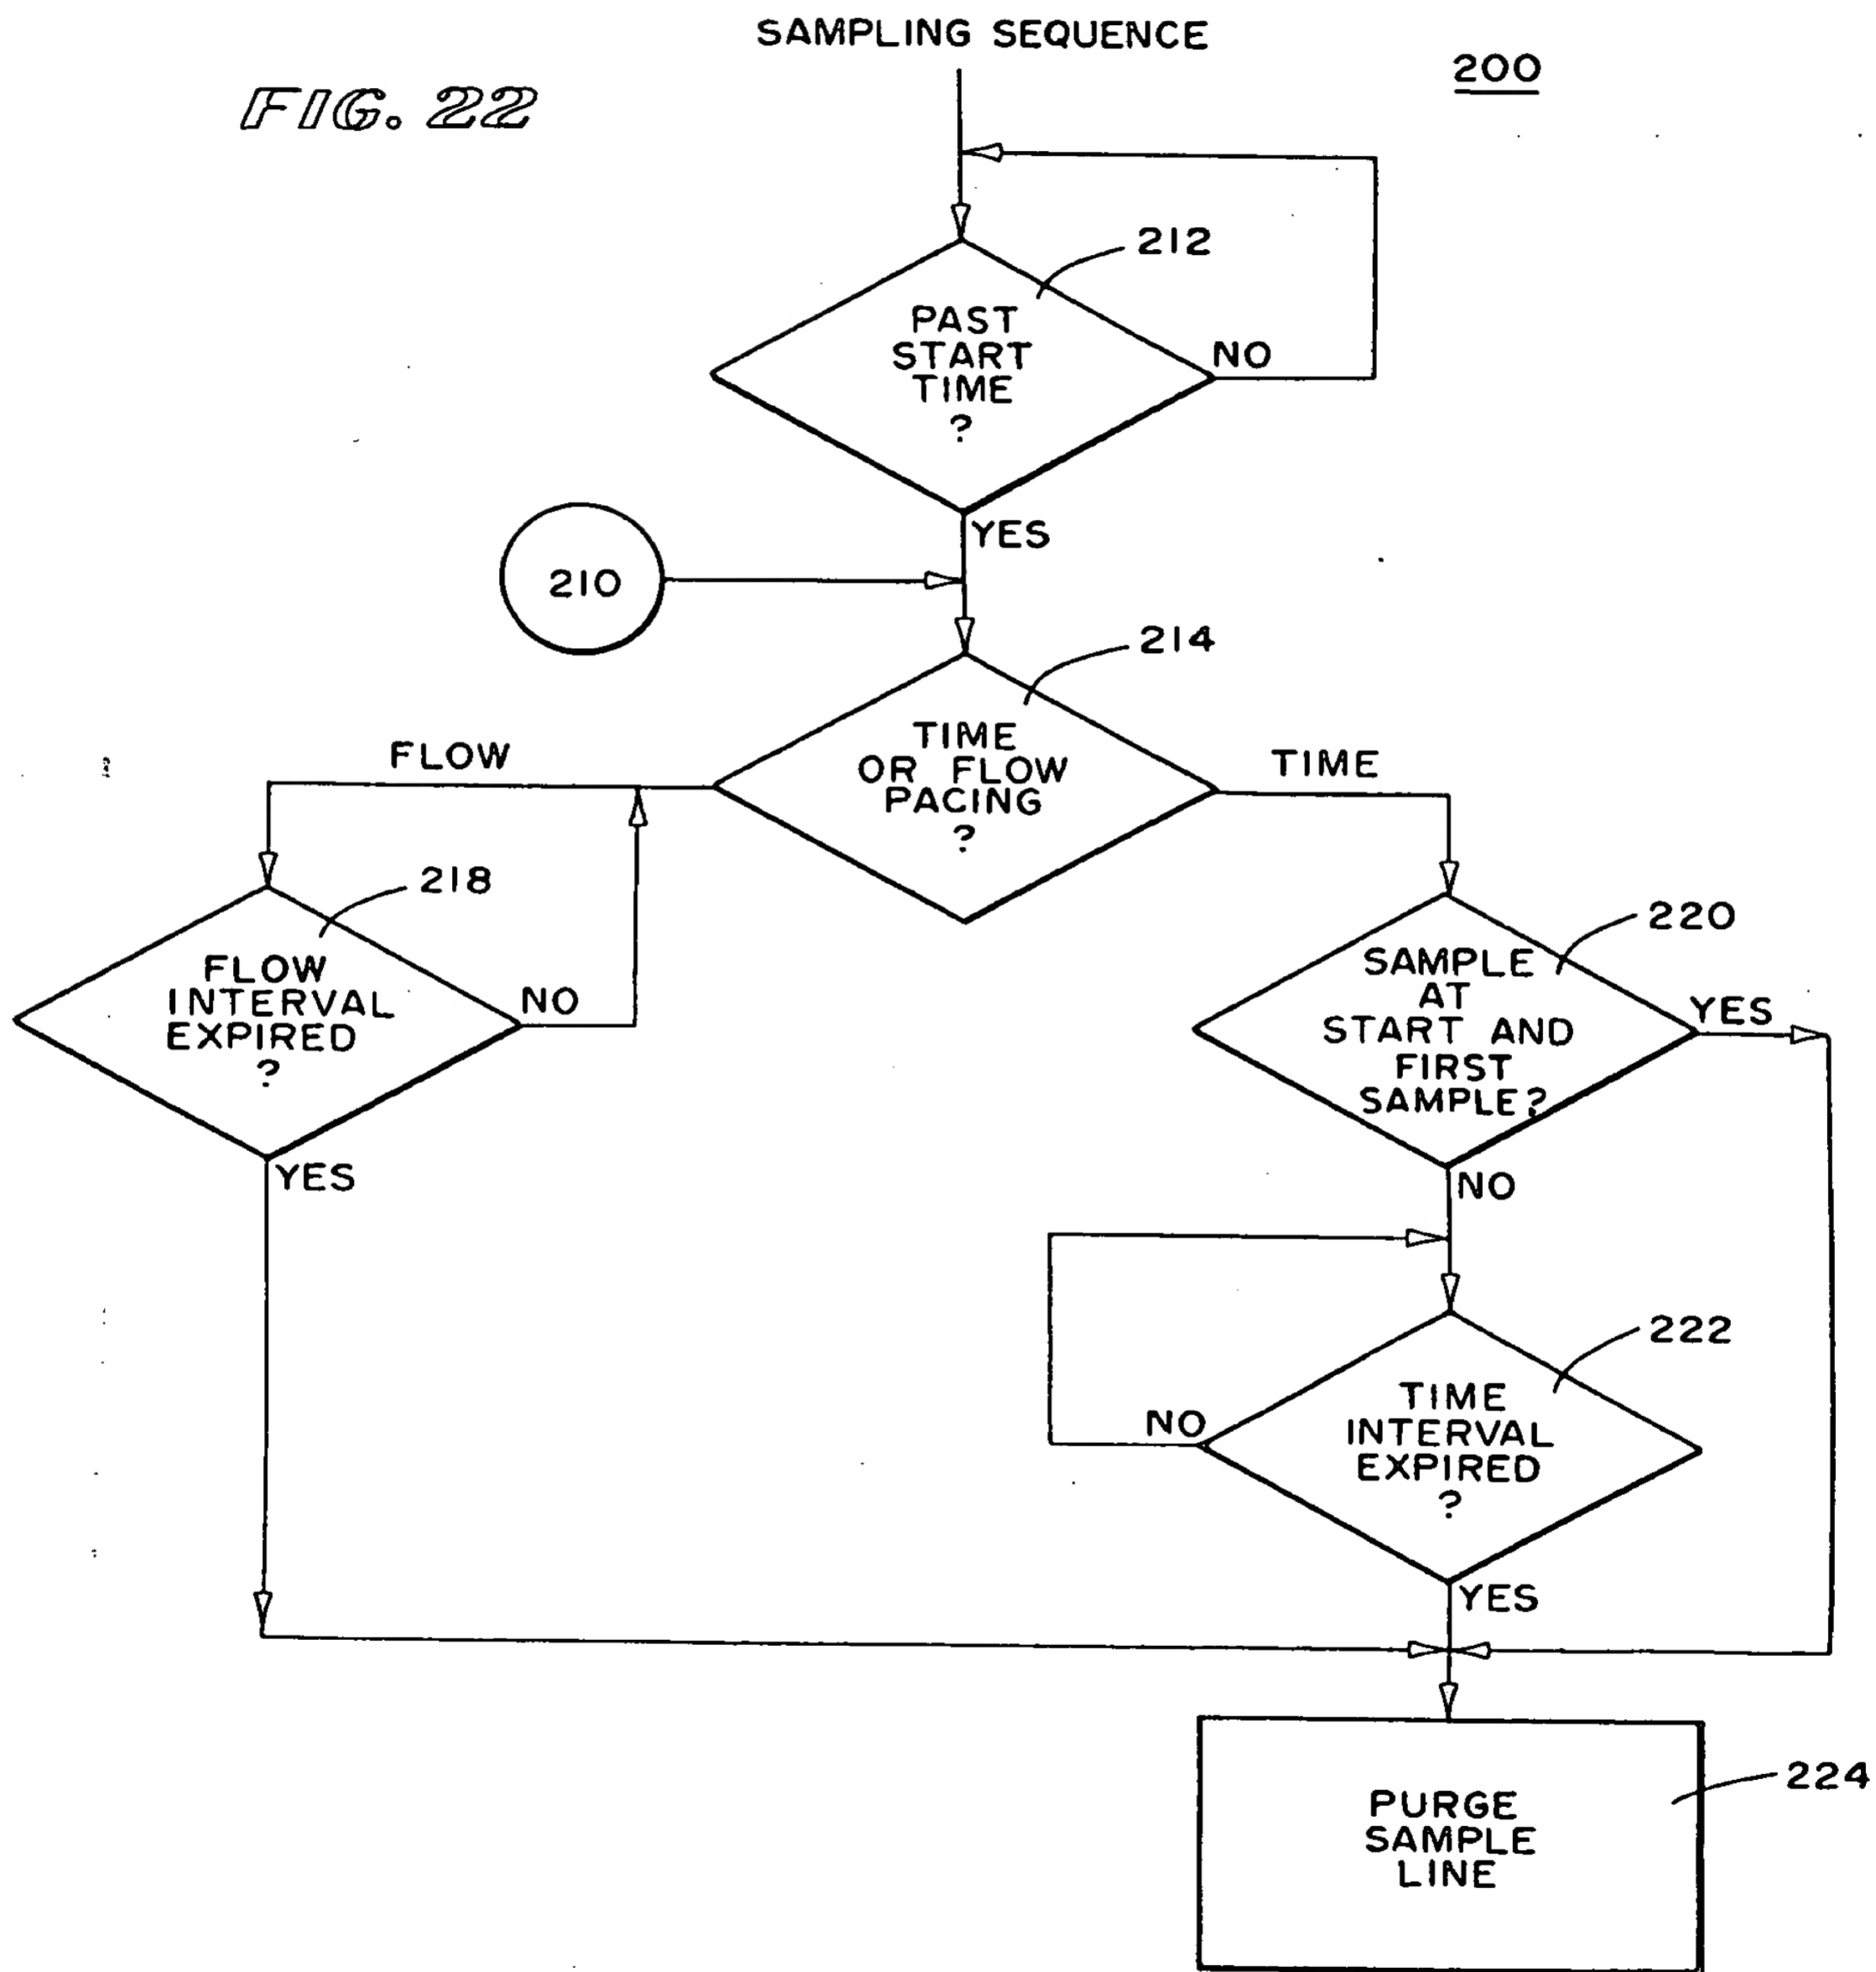 SAMPLING SEQUENCE
200
FIG. 22
212
PAST
START
TIME
?
NO
YES
210
214
TIME
OR FLOW
PACING
?
FLOW
TIME
218
FLOW
INTERVAL
EXPIRED
?
NO
YES
220
SAMPLE
AT
START AND
FIRST
SAMPLE?
YES
NO
222
TIME
INTERVAL
EXPIRED
?
NO
YES
224
PURGE
SAMPLE
LINE